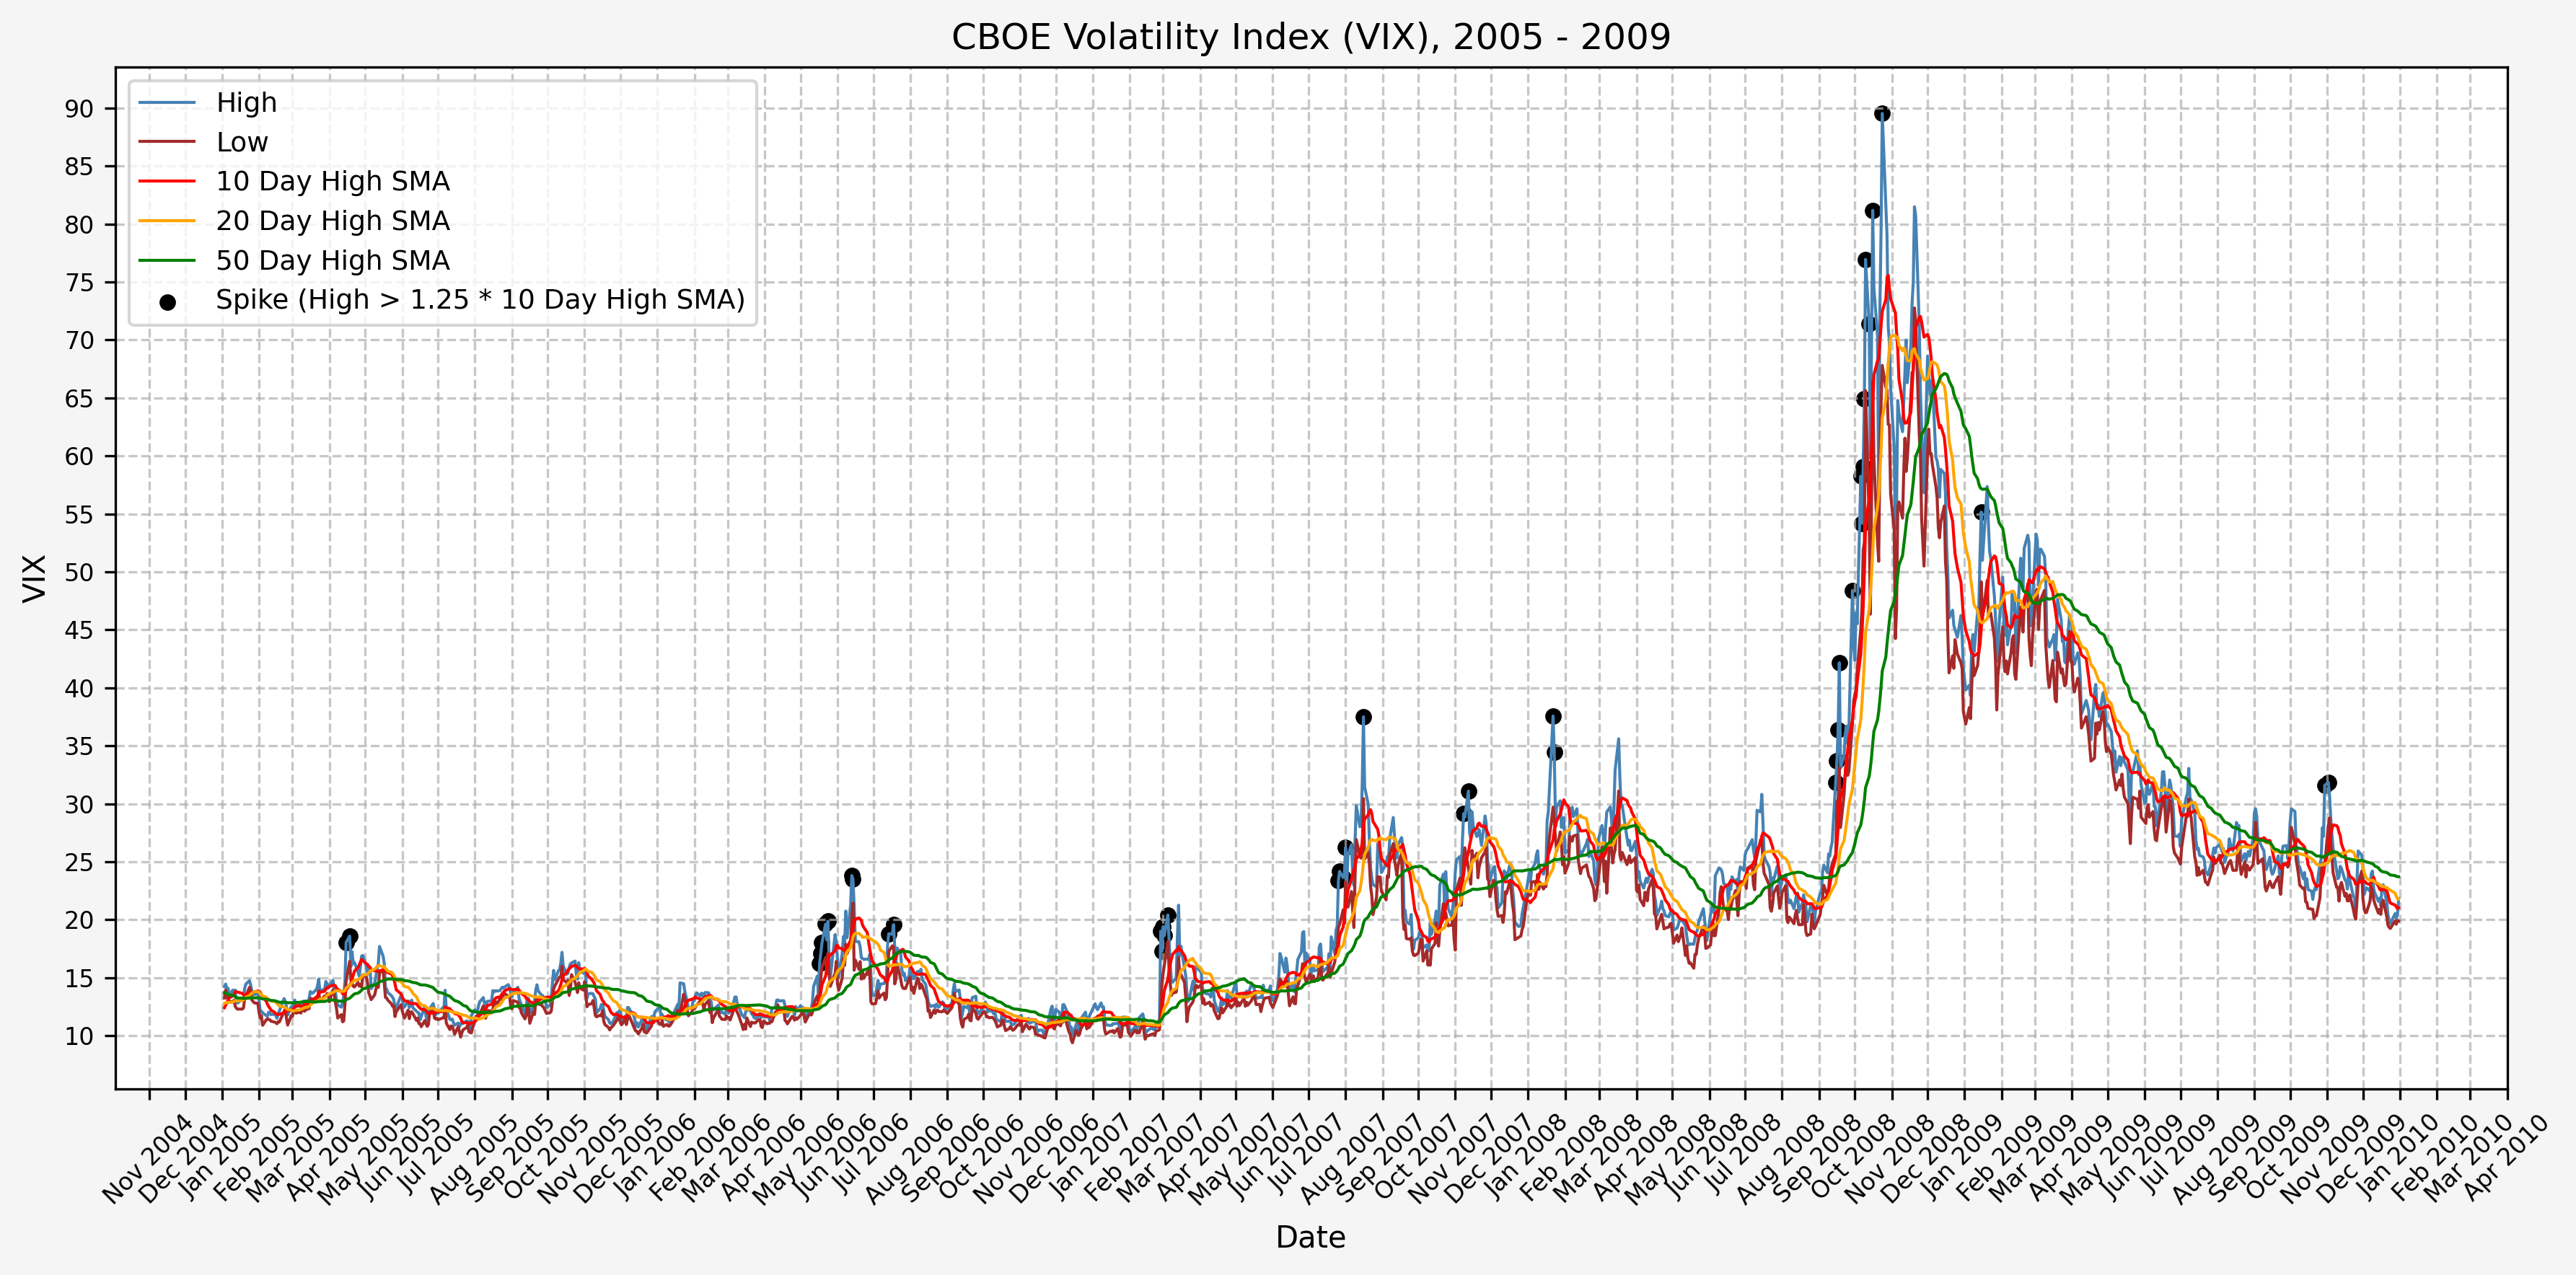 CBOE Volatility Index (VIX), 2005 - 2009
High
Low
10 Day High SMA
20 Day High SMA
50 Day High SMA
Spike (High > 1.25 * 10 Day High SMA)
VIX
90
85
80
75
70
65
60
55
50
45
40
35
30
25
20
15
10
Nov 2004
Dec 2004
Jan 2005
Feb 2005
Mar 2005
Apr 2005
May 2005
Jun 2005
Jul 2005
Aug 2005
Sep 2005
Oct 2005
Nov 2005
Dec 2005
Jan 2006
Feb 2006
Mar 2006
Apr 2006
May 2006
Jun 2006
Jul 2006
Aug 2006
Sep 2006
Oct 2006
Nov 2006
Dec 2006
Jan 2007
Feb 2007
Mar 2007
Apr 2007
May 2007
Jun 2007
Jul 2007
Aug 2007
Sep 2007
Oct 2007
Nov 2007
Dec 2007
Jan 2008
Feb 2008
Mar 2008
Apr 2008
May 2008
Jun 2008
Jul 2008
Aug 2008
Sep 2008
Oct 2008
Nov 2008
Dec 2008
Jan 2009
Feb 2009
Mar 2009
Apr 2009
May 2009
Jun 2009
Jul 2009
Aug 2009
Sep 2009
Oct 2009
Nov 2009
Dec 2009
Jan 2010
Feb 2010
Mar 2010
Apr 2010
Date